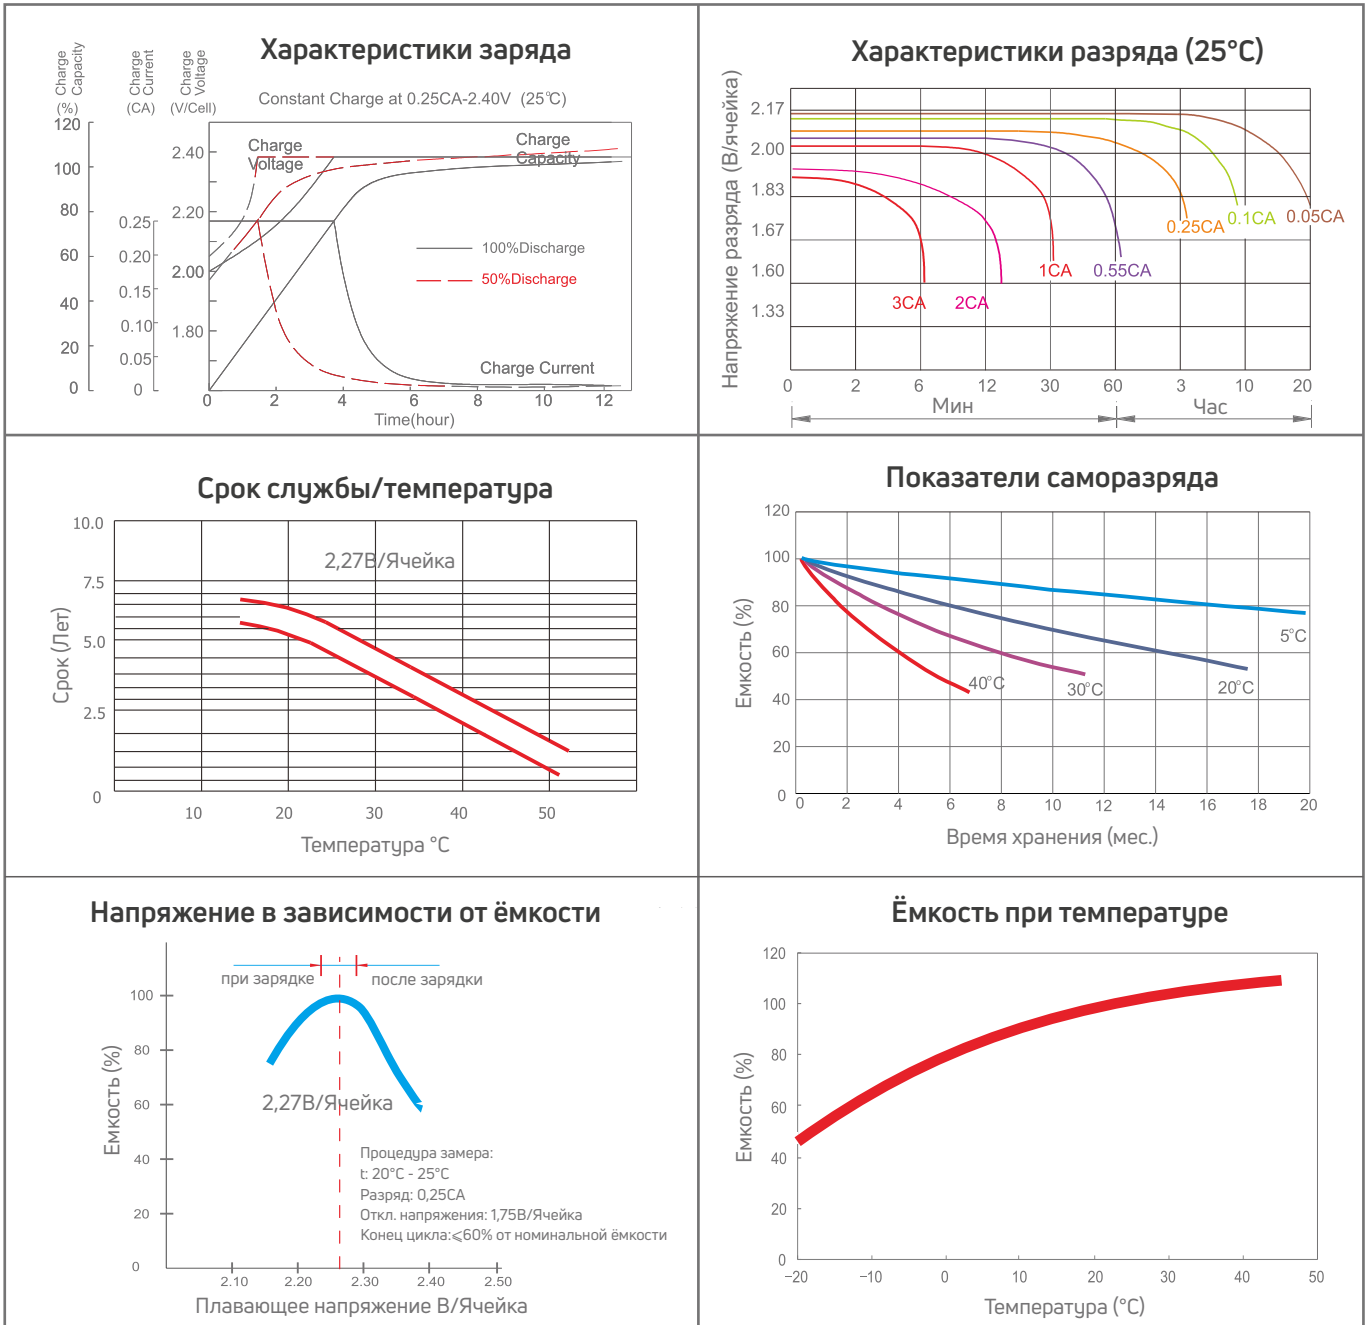 Характеристики заряда
Charge Capacity
Charge Current
Charge Voltage
(%)
(CA)
(V/Cell)
Constant Charge at 0.25CA-2.40V (25℃)
120
100
80
60
40
20
0
0.25
0.20
0.15
0.10
0.05
0
2.40
2.20
2.00
1.80
Charge
Voltage
Charge
Capacity
100%Discharge
50%Discharge
Charge Current
0 2 4 6 8 10 12
Time(hour)
Характеристики разряда (25°C)
Напряжение разряда (В/ячейка)
2.17
2.00
1.83
1.67
1.60
1.33
3CA
2CA
1CA
0.55CA
0.25CA
0.1CA
0.05CA
0 2 6 12 30 60 3 10 20
Мин Час
Срок службы/температура
Срок (Лет)
10.0
7.5
5.0
2.5
0
2,27В/Ячейка
10 20 30 40 50
Температура °C
Показатели саморазряда
Емкость (%)
120
100
80
60
40
20
0
5°C
40°C
30°C
20°C
0 2 4 6 8 10 12 14 16 18 20
Время хранения (мес.)
Напряжение в зависимости от ёмкости
при зарядке
после зарядки
Емкость (%)
100
80
60
40
20
0
2,27В/Ячейка
Процедура замера:
t: 20°C - 25°C
Разряд: 0,25СА
Откл. напряжения: 1,75В/Ячейка
Конец цикла:⩽60% от номинальной ёмкости
2.10 2.20 2.30 2.40 2.50
Плавающее напряжение В/Ячейка
Ёмкость при температуре
Емкость (%)
120
100
80
60
40
20
0
−20 −10 0 10 20 30 40 50
Температура (°C)